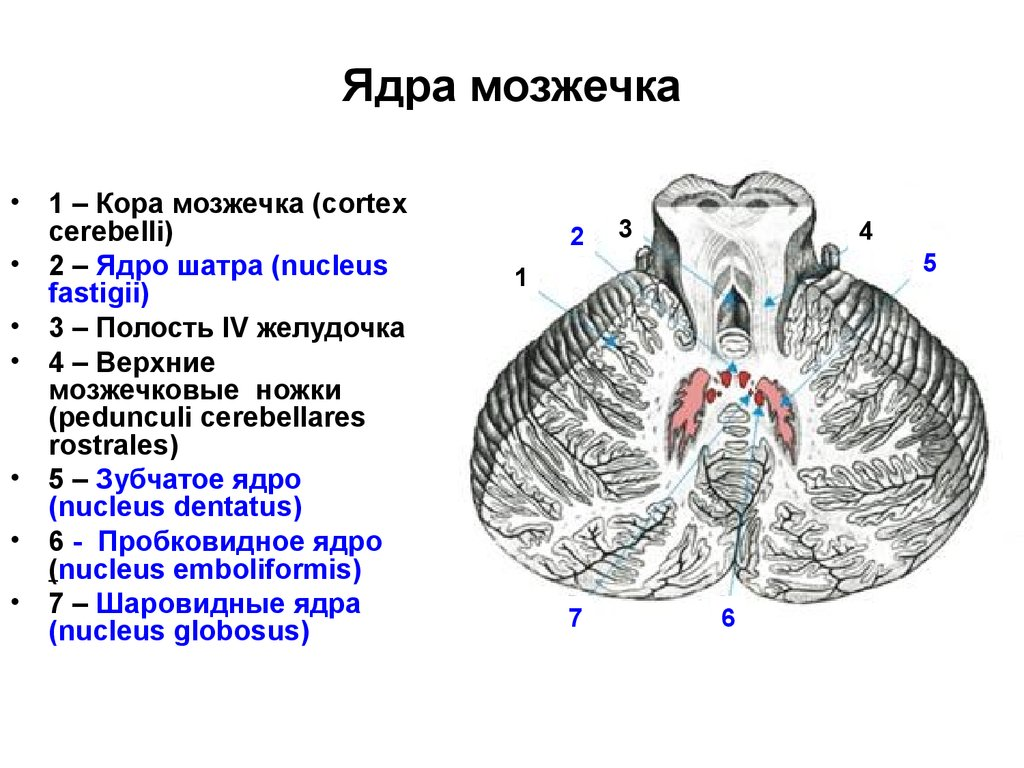 Ядра мозжечка
• 1 – Кора мозжечка (cortex
cerebelli)
• 2 – Ядро шатра (nucleus
fastigii)
• 3 – Полость IV желудочка
• 4 – Верхние
мозжечковые ножки
(pedunculi cerebellares
rostrales)
• 5 – Зубчатое ядро
(nucleus dentatus)
• 6 - Пробковидное ядро
(nucleus emboliformis)
• 7 – Шаровидные ядра
(nucleus globosus)
1
2
3
4
5
7
6